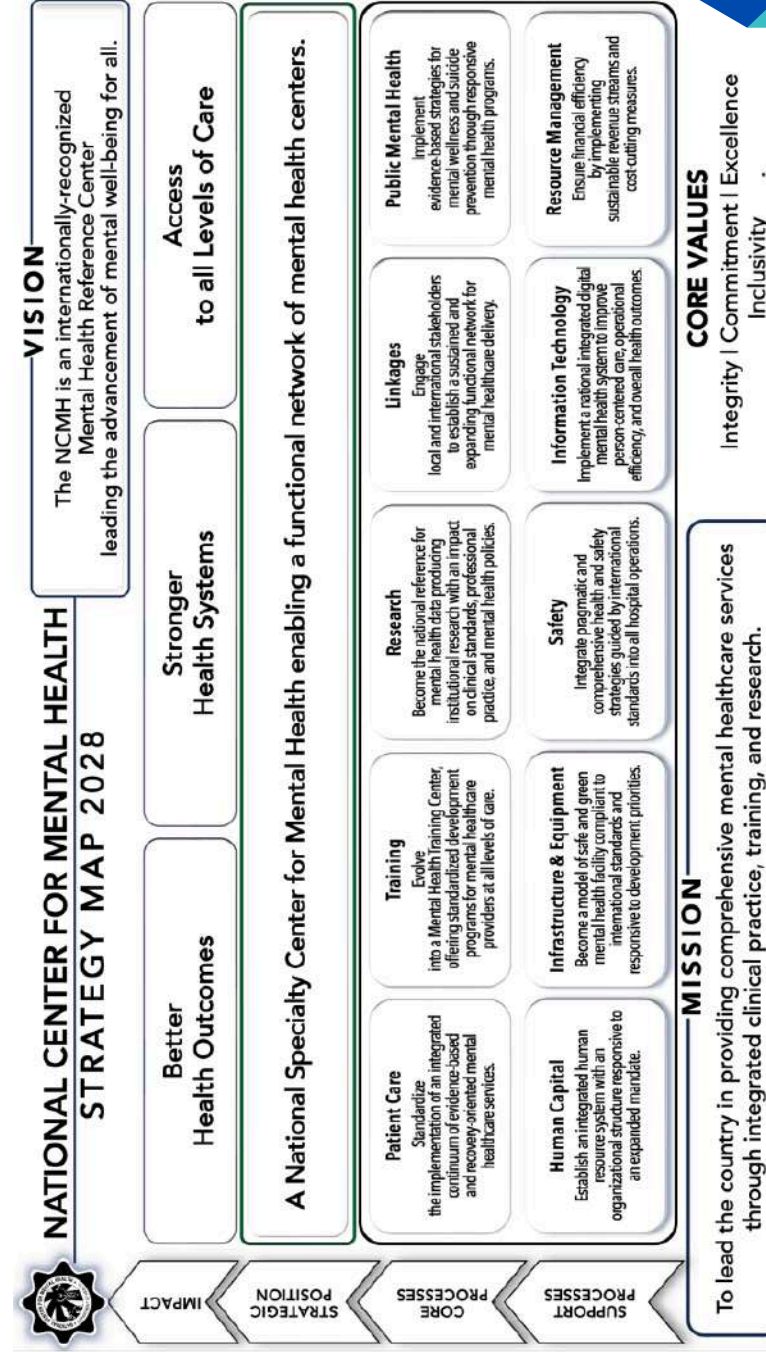 NATIONAL CENTER FOR MENTAL HEALTH
STRATEGY MAP 2028
VISION
The NCMH is an internationally-recognized
Mental Health Reference Center
leading the advancement of mental well-being for all.
IMPACT
Better
Health Outcomes
Stronger
Health Systems
Access
to all Levels of Care
STRATEGIC
POSITION
A National Specialty Center for Mental Health enabling a functional network of mental health centers.
CORE
PROCESSES
Patient Care
Standardize
the implementation of an integrated
continuum of evidence-based
and recovery-oriented mental
healthcare services.
Training
Evolve
into a Mental Health Training Center,
offering standardized development
programs for mental healthcare
providers at all levels of care.
Research
Become the national reference for
mental health data producing
institutional research with an impact
on clinical standards, professional
practice, and mental health policies.
Linkages
Engage
local and international stakeholders
to establish a sustained and
expanding functional network for
mental healthcare delivery.
Public Mental Health
Implement
evidence-based strategies for
mental wellness and suicide
prevention through responsive
mental health programs.
SUPPORT
PROCESSES
Human Capital
Establish an integrated human
resource system with an
organizational structure responsive to
an expanded mandate.
Infrastructure & Equipment
Become a model of safe and green
mental health facility compliant to
international standards and
responsive to development priorities.
Safety
Integrate pragmatic and
comprehensive health and safety
strategies guided by international
standards into all hospital operations.
Information Technology
Implement a national integrated digital
mental health system to improve
person-centered care, operational
efficiency, and overall health outcomes.
Resource Management
Ensure financial efficiency
by implementing
sustainable revenue streams and
cost-cutting measures.
MISSION
To lead the country in providing comprehensive mental healthcare services
through integrated clinical practice, training, and research.
CORE VALUES
Integrity | Commitment | Excellence
Inclusivity